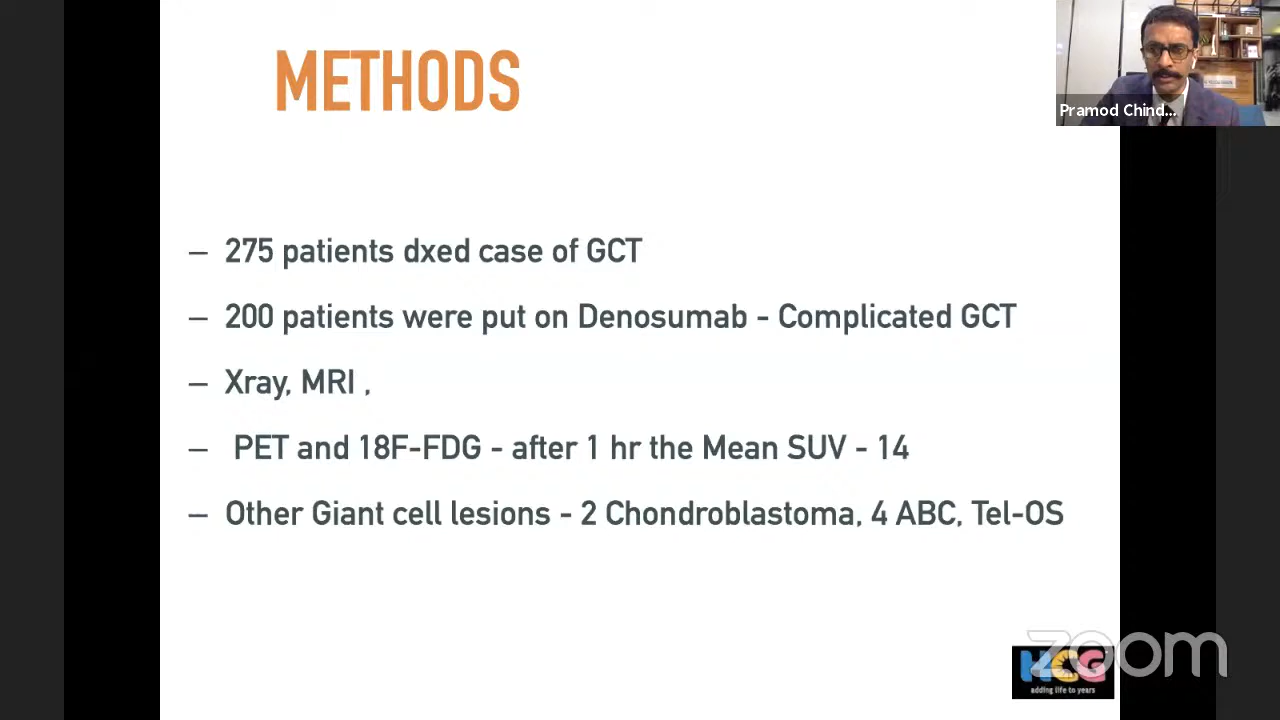 METHODS
Pramod Chind...
– 275 patients dxed case of GCT
– 200 patients were put on Denosumab - Complicated GCT
– Xray, MRI ,
– PET and 18F-FDG - after 1 hr the Mean SUV - 14
– Other Giant cell lesions - 2 Chondroblastoma, 4 ABC, Tel-OS
HCG
zoom
adding life to years